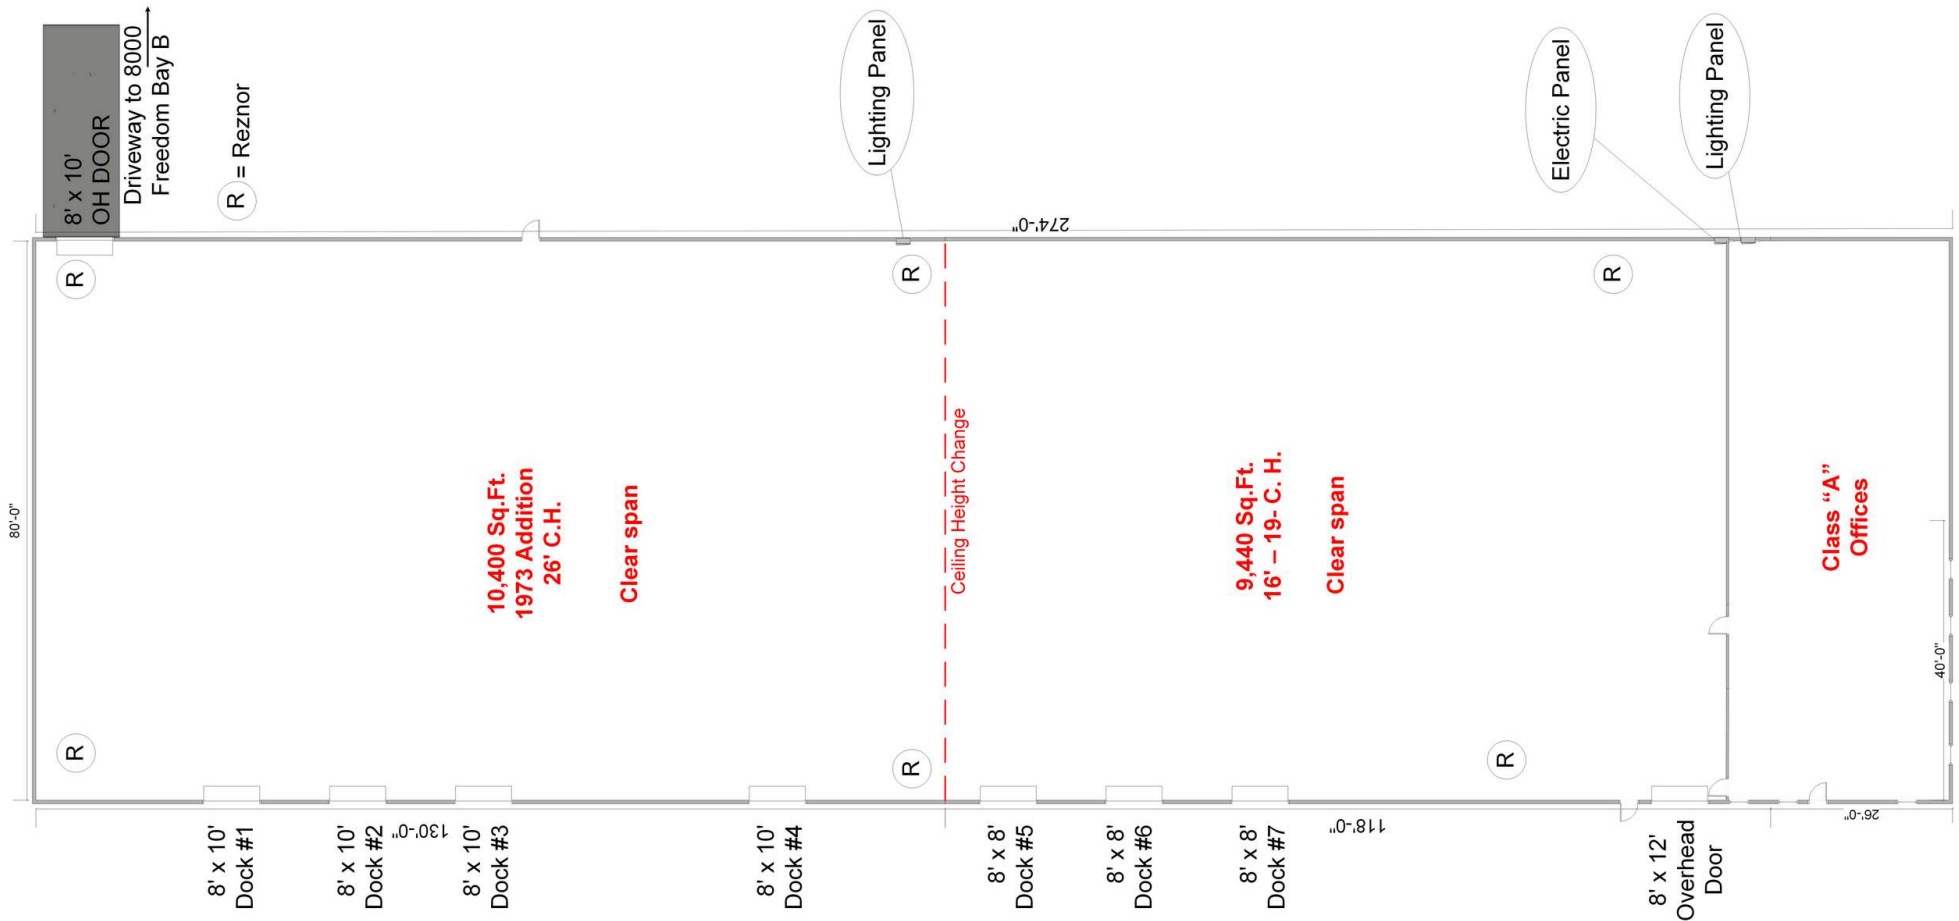 8' x 10'
OH DOOR
Driveway to 8000
Freedom Bay B
R = Reznor
Lighting Panel
Electric Panel
Lighting Panel
274'-0"
80'-0"
R
R
R
10,400 Sq.Ft.
1973 Addition
26' C.H.
Clear span
Ceiling Height Change
9,440 Sq.Ft.
16' – 19- C. H.
Clear span
Class “A”
Offices
40'-0"
R
R
R
130'-0"
118'-0"
26'-0"
8' x 10'
Dock #1
8' x 10'
Dock #2
8' x 10'
Dock #3
8' x 10'
Dock #4
8' x 8'
Dock #5
8' x 8'
Dock #6
8' x 8'
Dock #7
8' x 12'
Overhead
Door